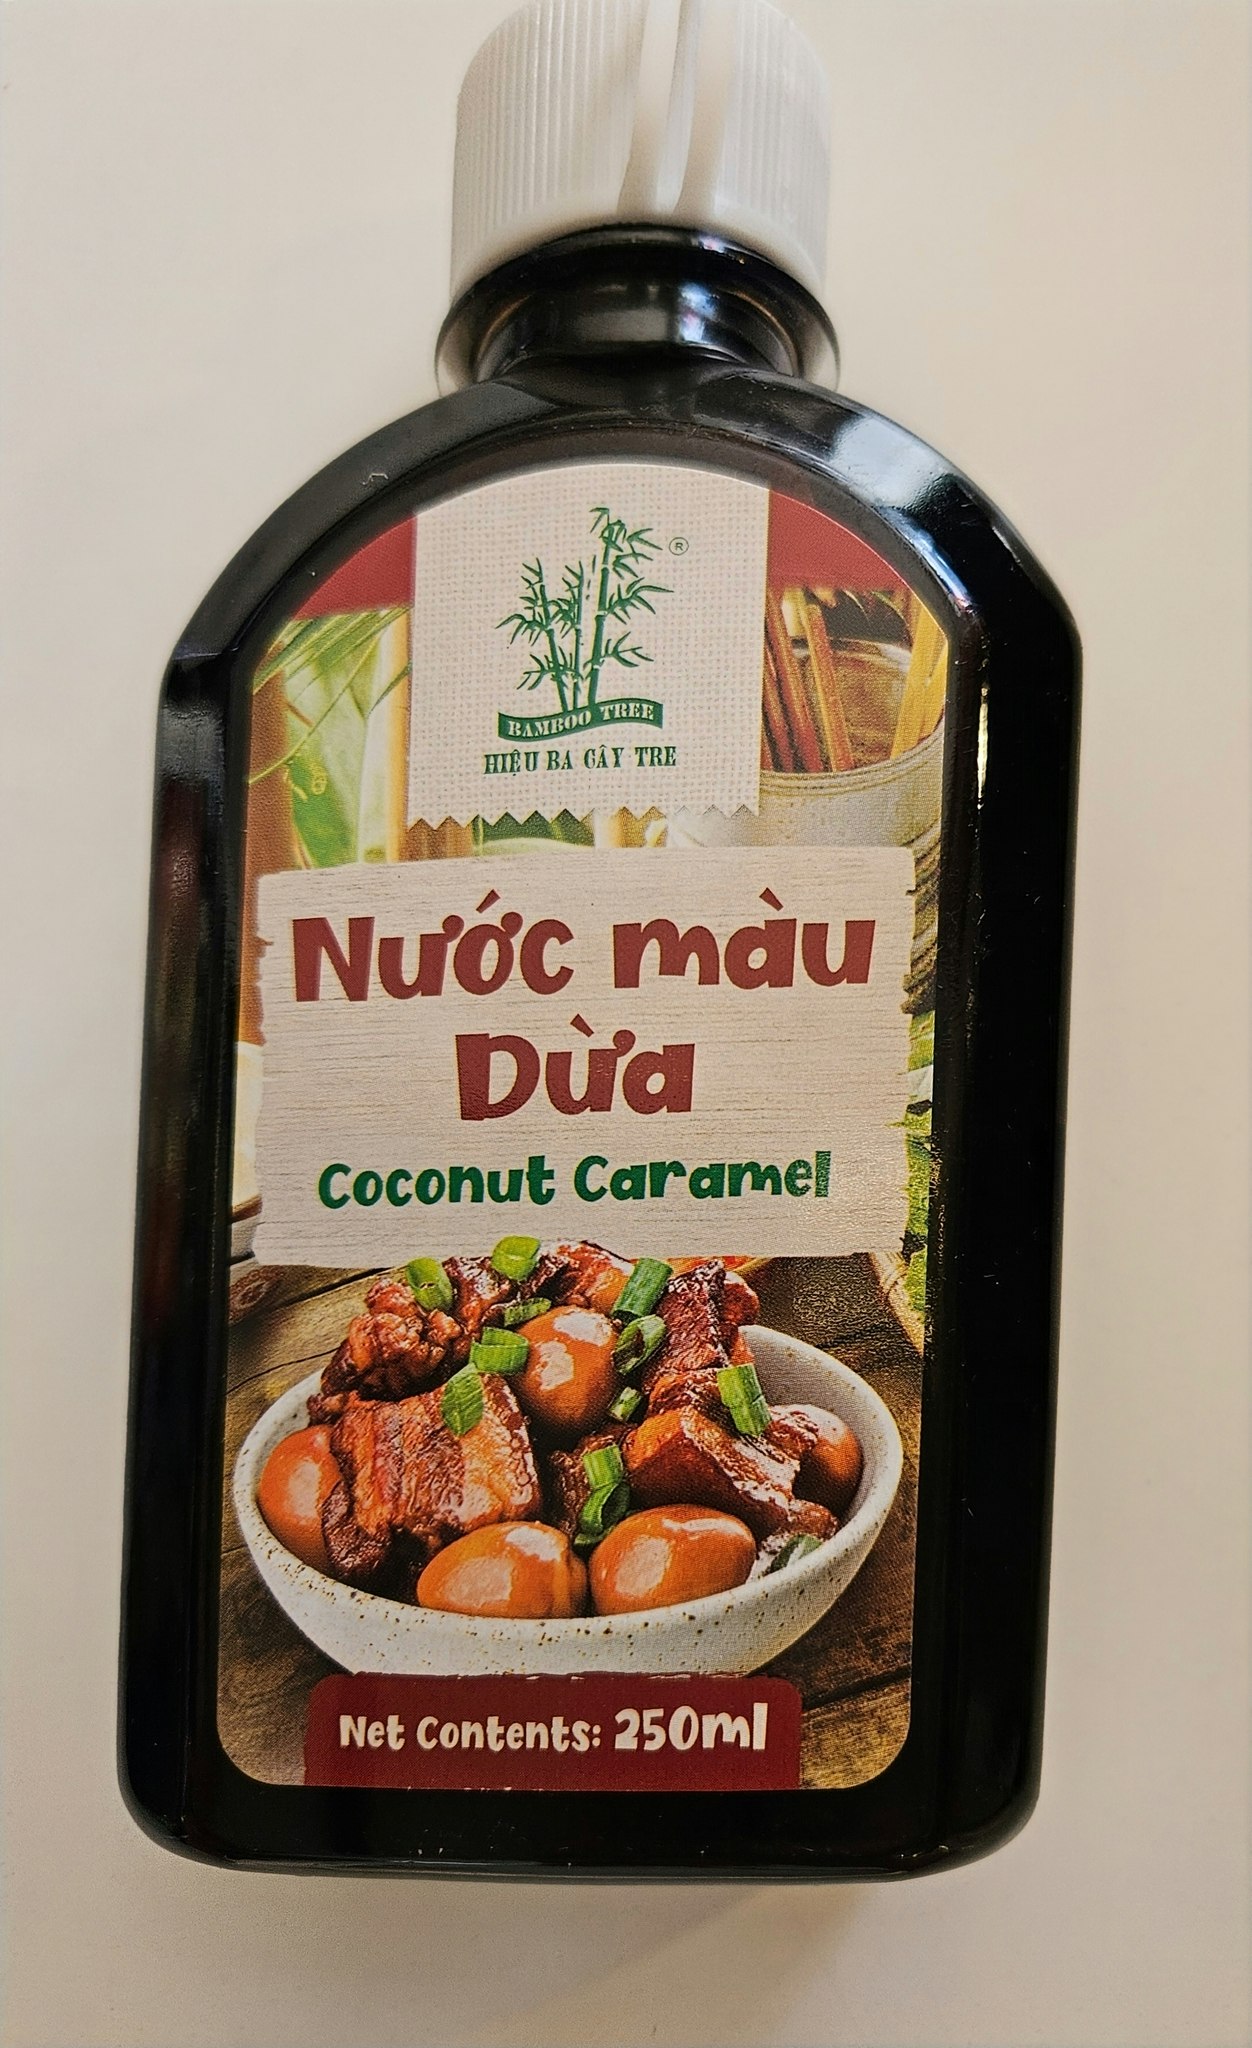 ®
BAMBOO TREE
HIỆU BA CÂY TRE
Nước màu
Dừa
Coconut Caramel
Net Contents: 250ml